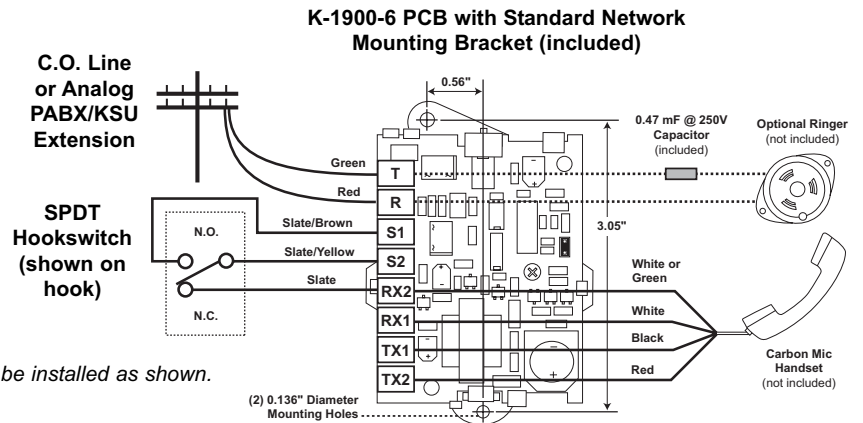 K-1900-6 PCB with Standard Network
Mounting Bracket (included)
C.O. Line
or Analog
PABX/KSU
Extension
0.56"
0.47 mF @ 250V
Capacitor
(included)
Optional Ringer
(not included)
Green
T
Red
R
SPDT
Hookswitch
(shown on
hook)
N.O.
N.C.
Slate/Brown
S1
Slate/Yellow
S2
Slate
RX2
RX1
TX1
TX2
3.05"
White or
Green
White
Black
Red
Carbon Mic
Handset
(not included)
be installed as shown.
(2) 0.136" Diameter
Mounting Holes